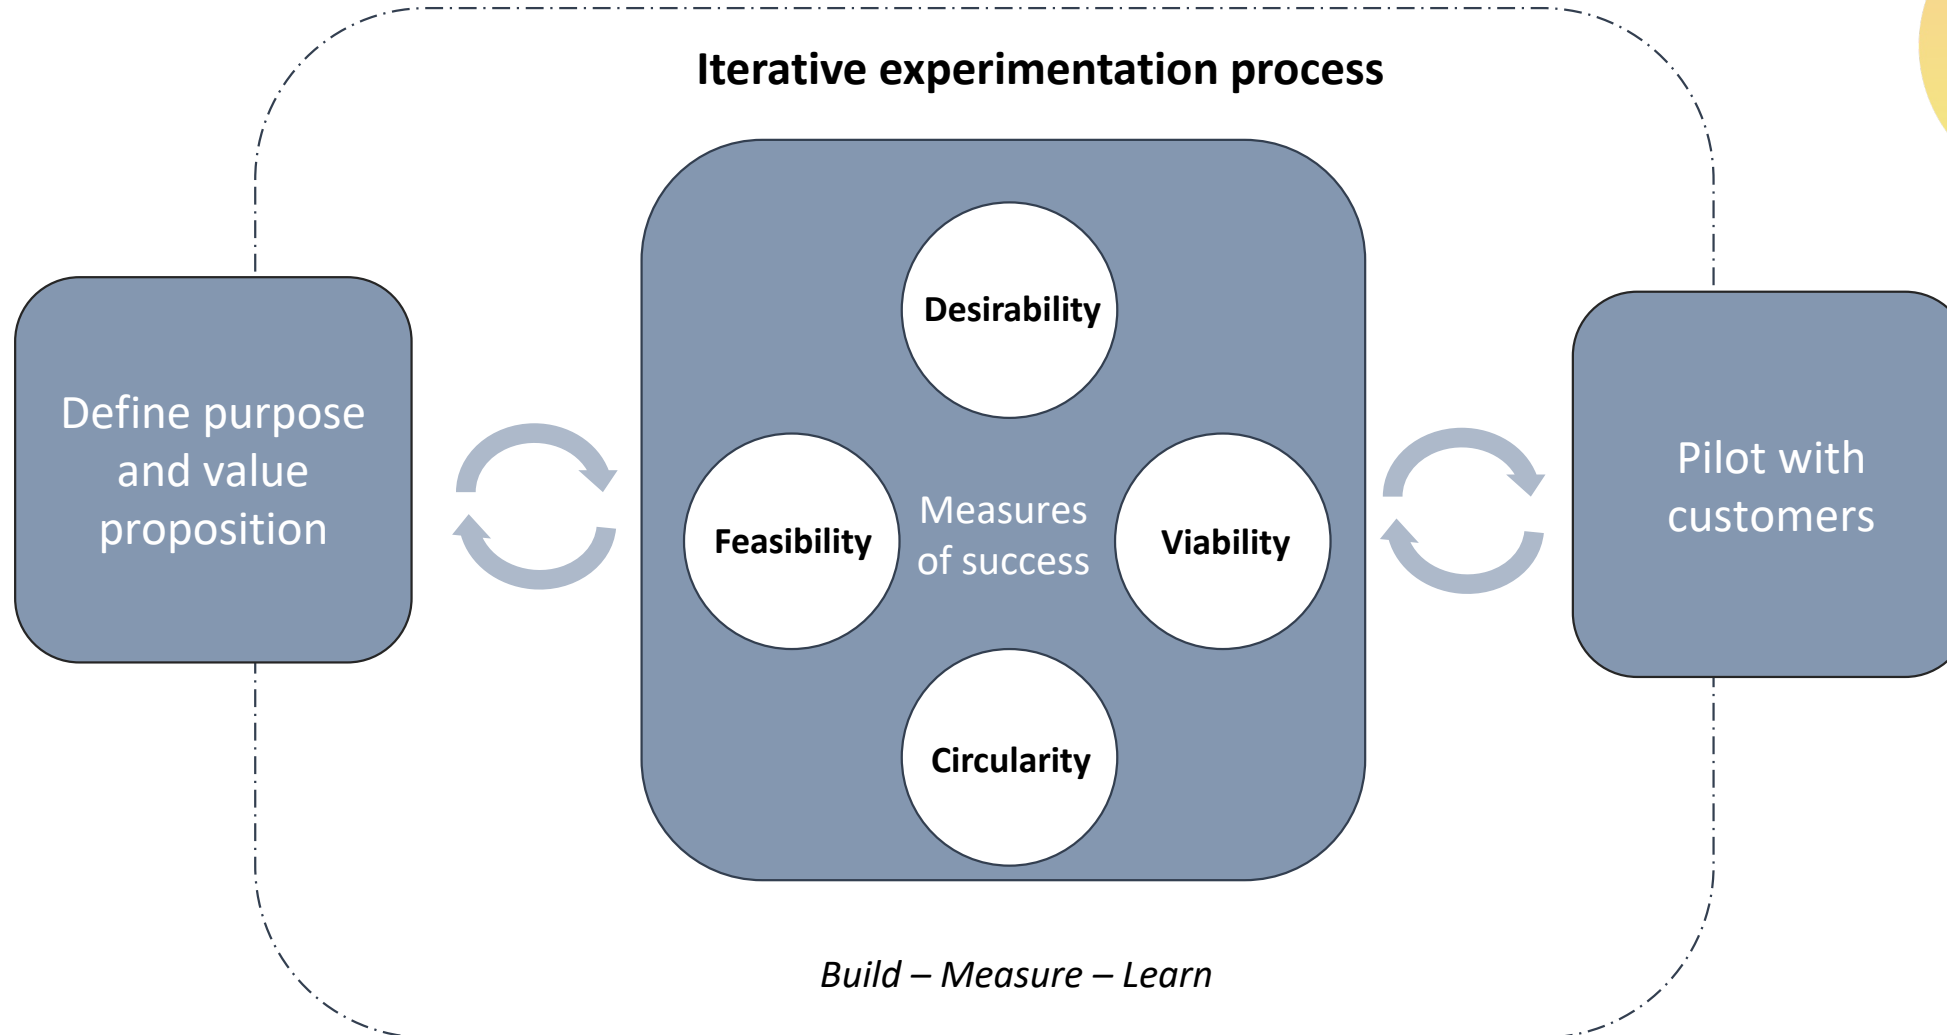 Iterative experimentation process
Desirability
Define purpose
and value
proposition
Feasibility
Measures
of success
Viability
Pilot with
customers
Circularity
Build – Measure – Learn